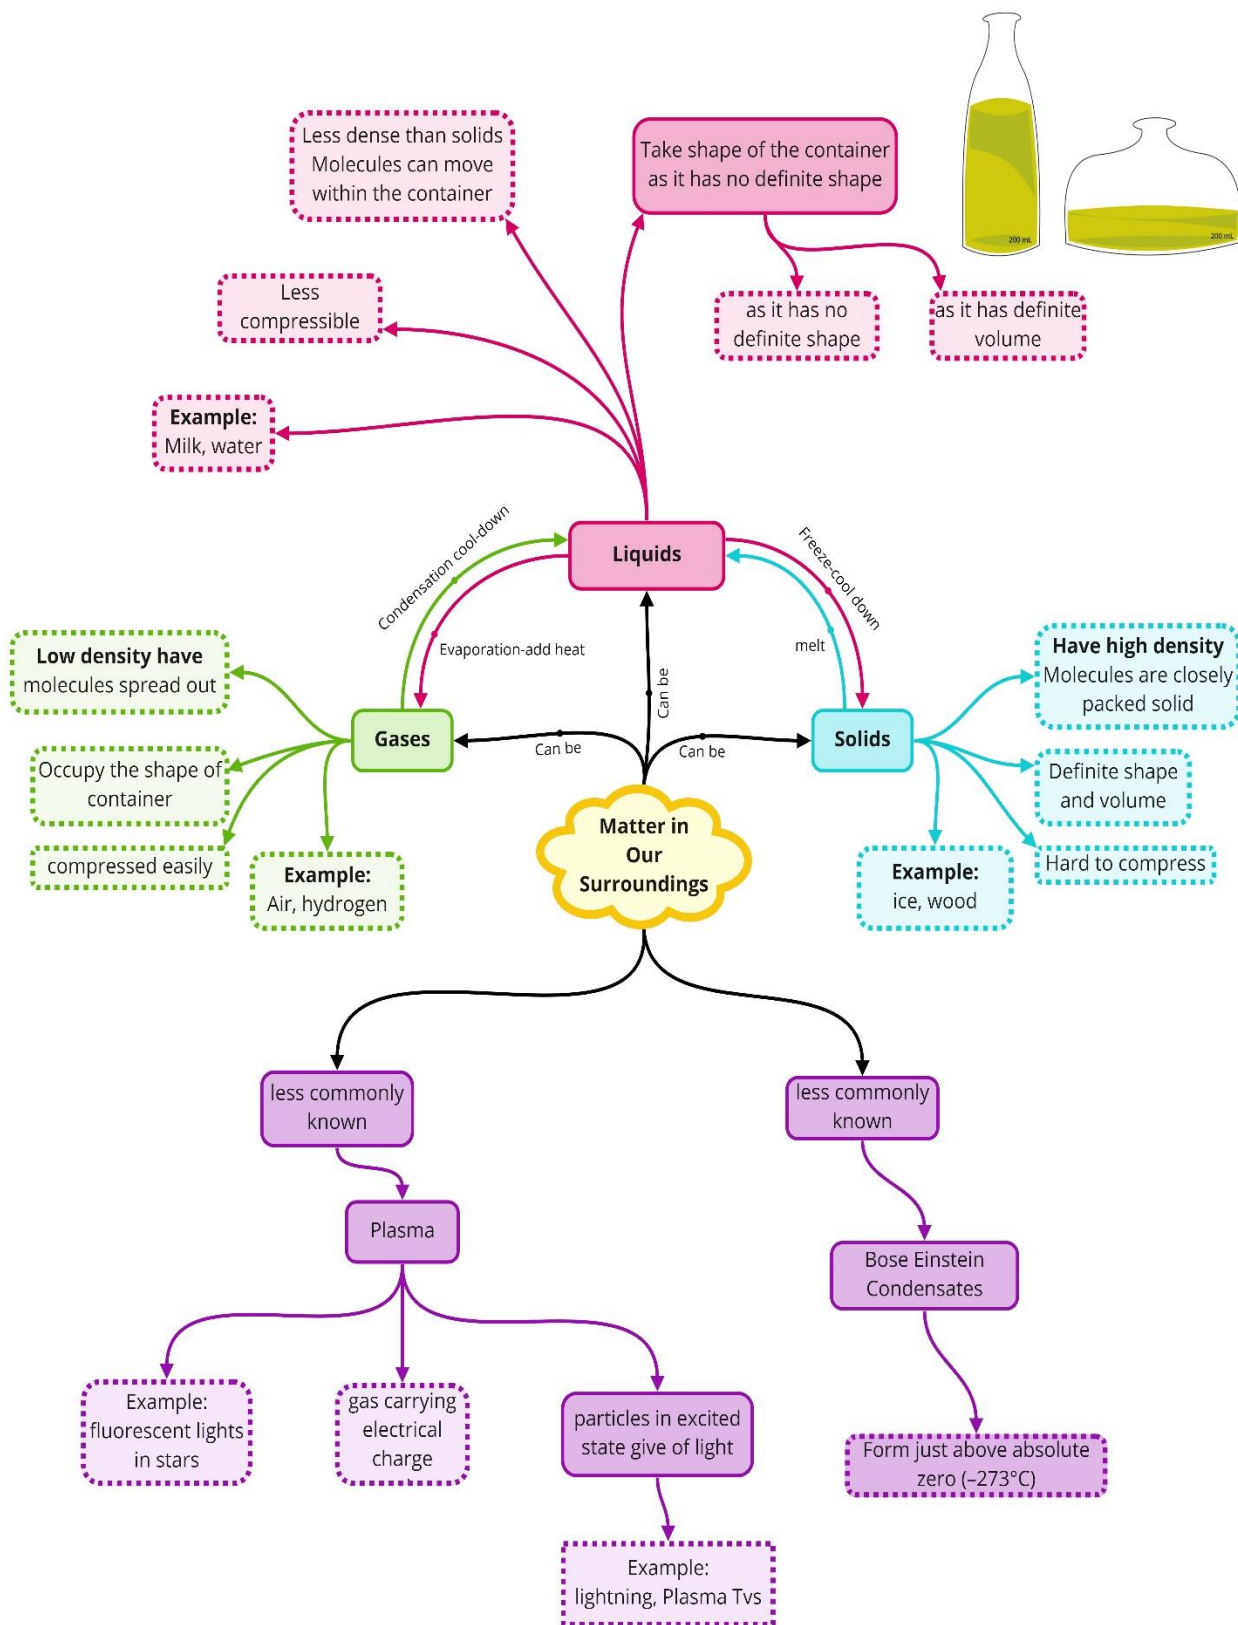 Less dense than solids
Molecules can move
within the container
Take shape of the container
as it has no definite shape
200 mL
200 mL
Less
compressible
as it has no
definite shape
as it has definite
volume
Example:
Milk, water
Liquids
Condensation cool-down
Evaporation-add heat
Freeze-cool down
melt
Low density have
molecules spread out
Occupy the shape of
container
compressed easily
Example:
Air, hydrogen
Gases
Can be
Can be
Can be
Solids
Have high density
Molecules are closely
packed solid
Definite shape
and volume
Hard to compress
Example:
ice, wood
Matter in
Our
Surroundings
less commonly
known
less commonly
known
Plasma
Bose Einstein
Condensates
Example:
fluorescent lights
in stars
gas carrying
electrical
charge
particles in excited
state give of light
Form just above absolute
zero (–273°C)
Example:
lightning, Plasma Tvs